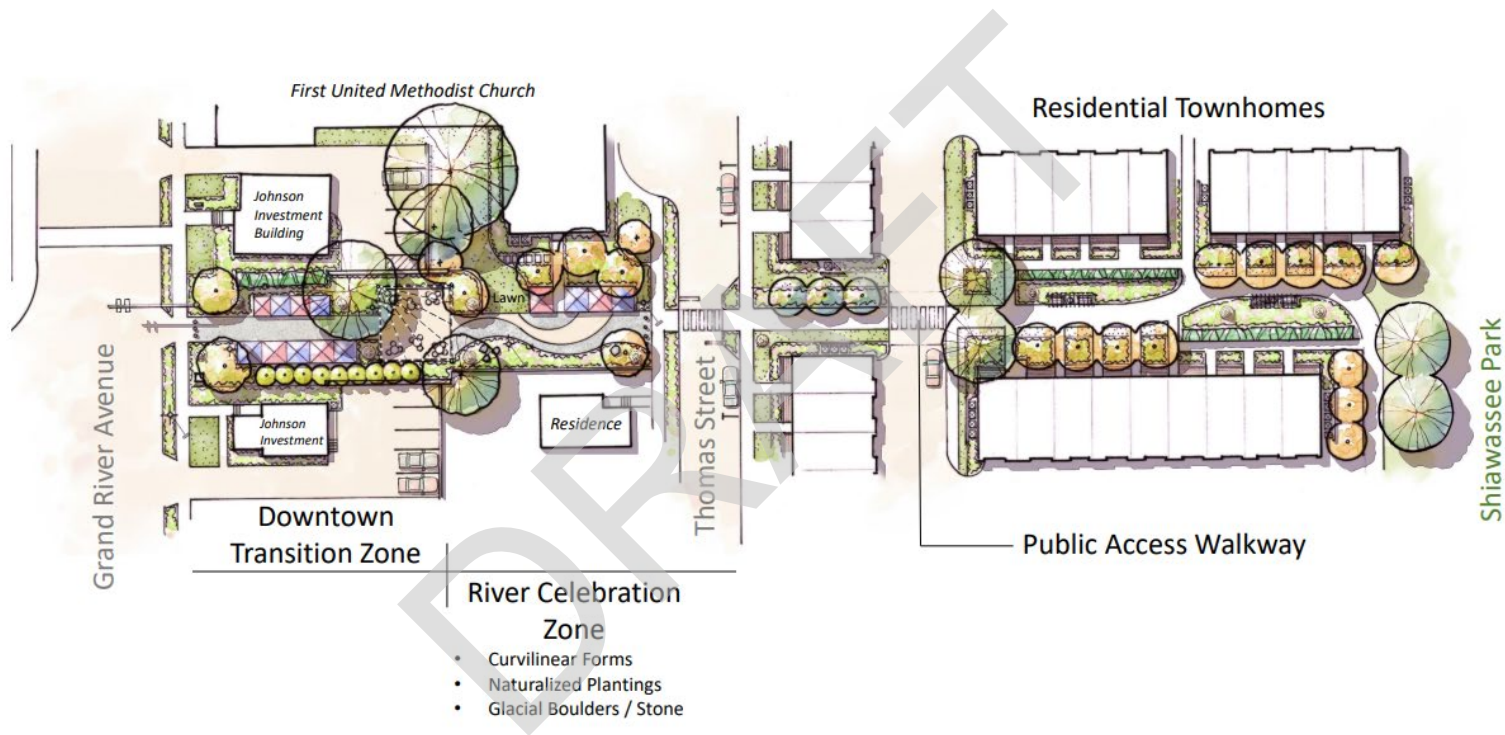 First United Methodist Church
Residential Townhomes
Johnson
Investment
Building
Lawn
Grand River Avenue
Johnson
Investment
Residence
Thomas Street
Shiawassee Park
Downtown
Transition Zone
Public Access Walkway
River Celebration
Zone
• Curvilinear Forms
• Naturalized Plantings
• Glacial Boulders / Stone
DRAFT